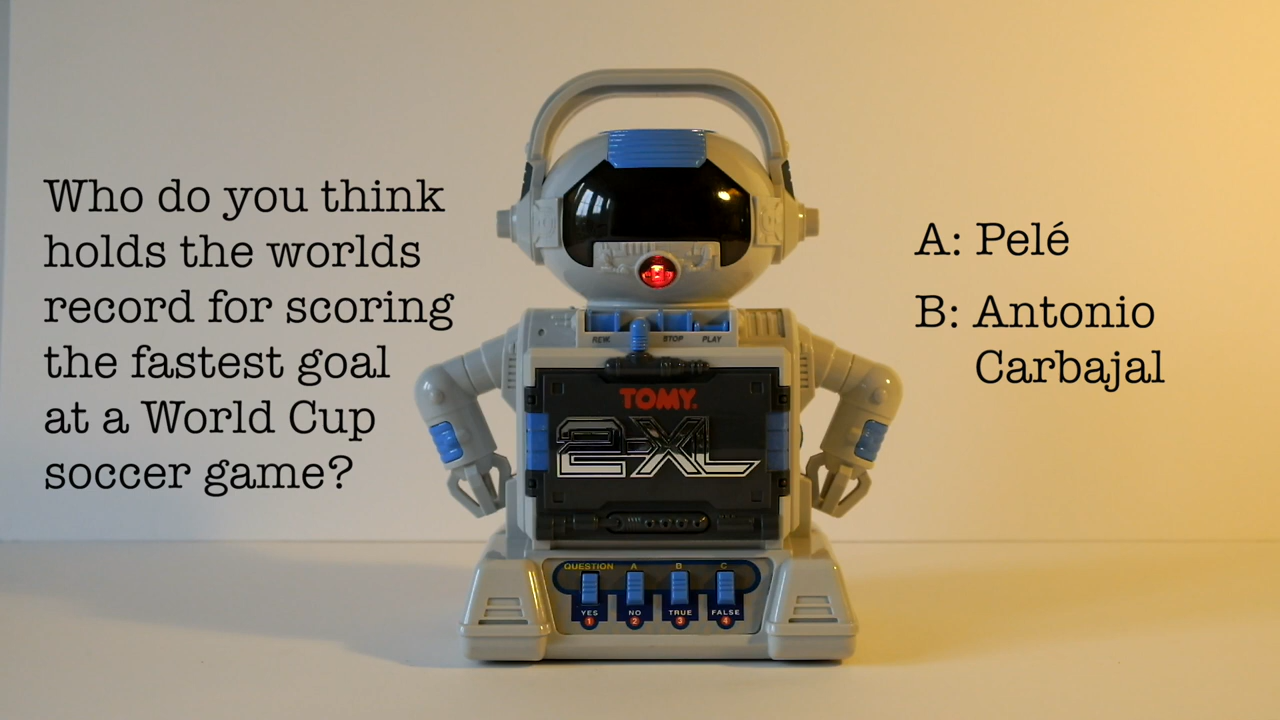 Who do you think
holds the worlds
record for scoring
the fastest goal
at a World Cup
soccer game?
A: Pelé
B: Antonio
Carbajal
REW STOP PLAY
TOMY.
2-XL
QUESTION A B C
YES NO TRUE FALSE
1 2 3 4